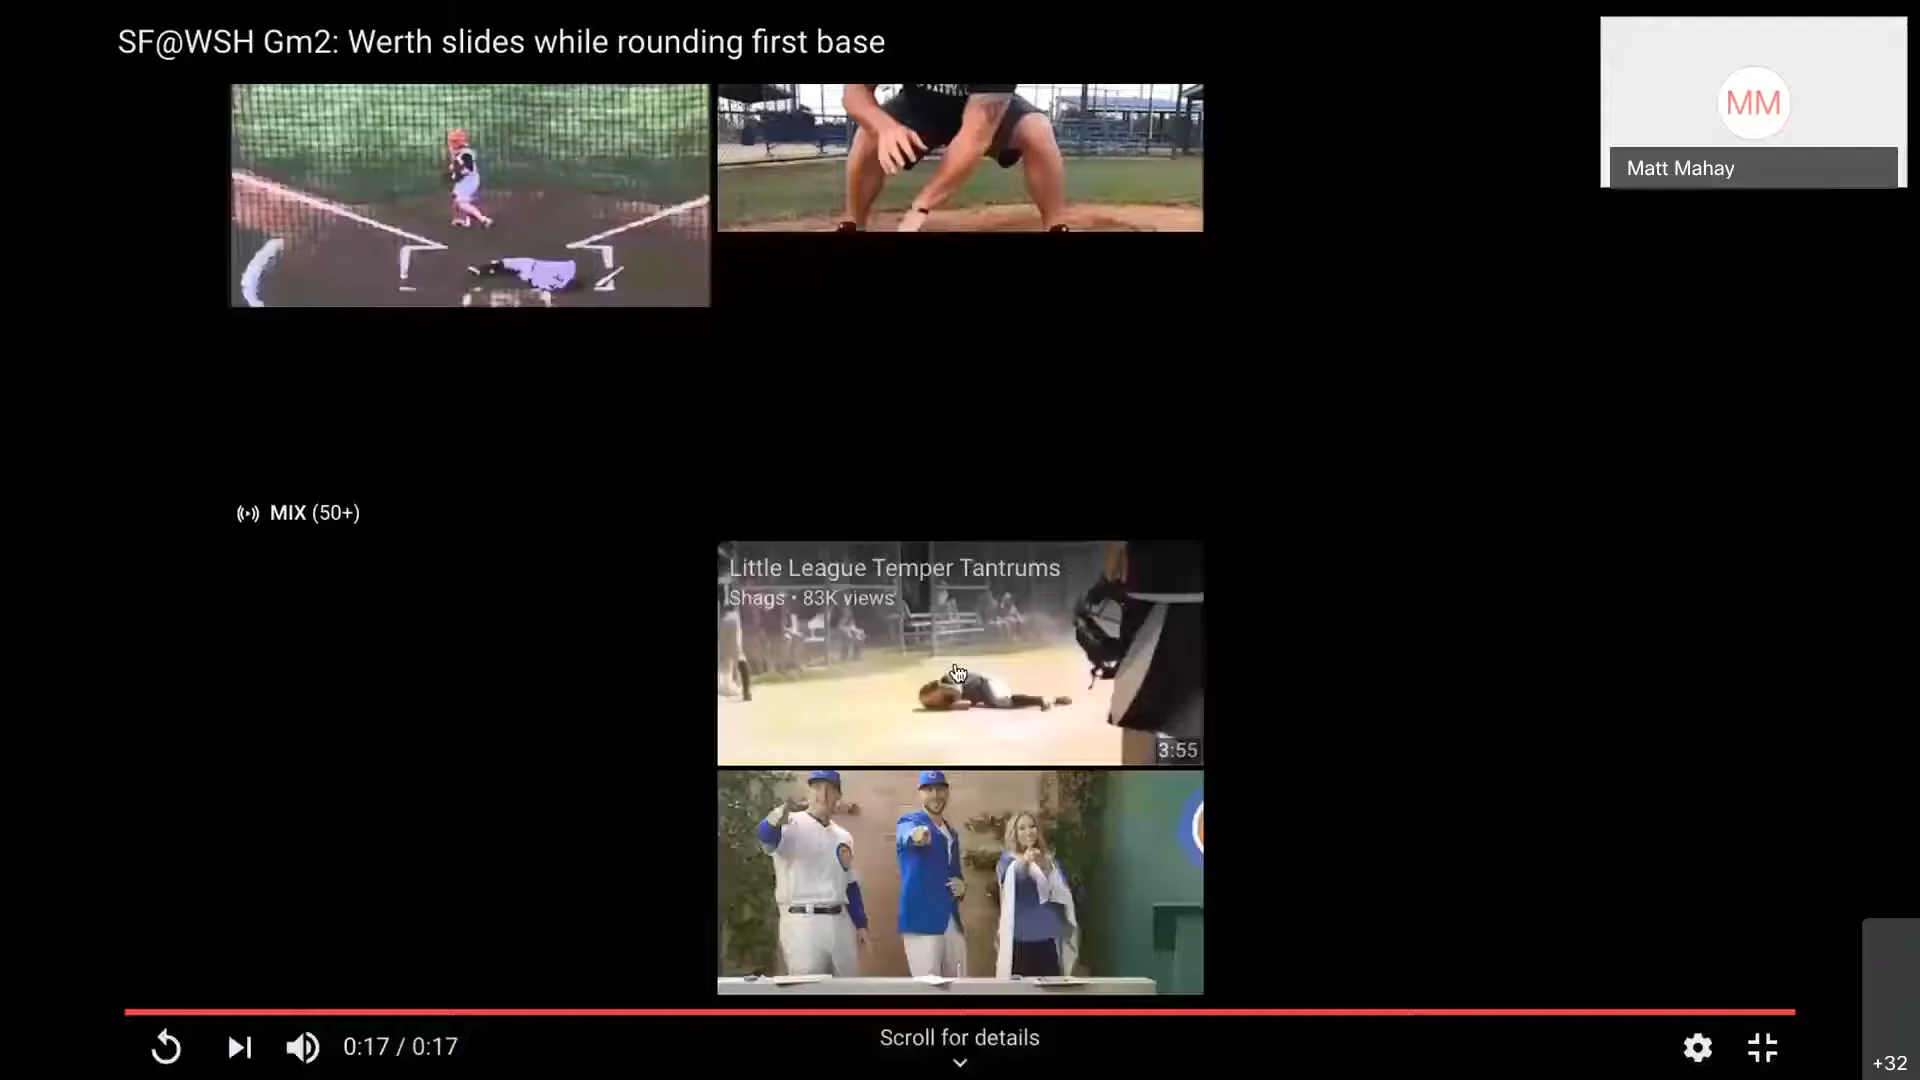 SF@WSH Gm2: Werth slides while rounding first base
MM
Matt Mahay
MIX (50+)
Little League Temper Tantrums
Shags • 83K views
3:55
0:17 / 0:17
Scroll for details
+32